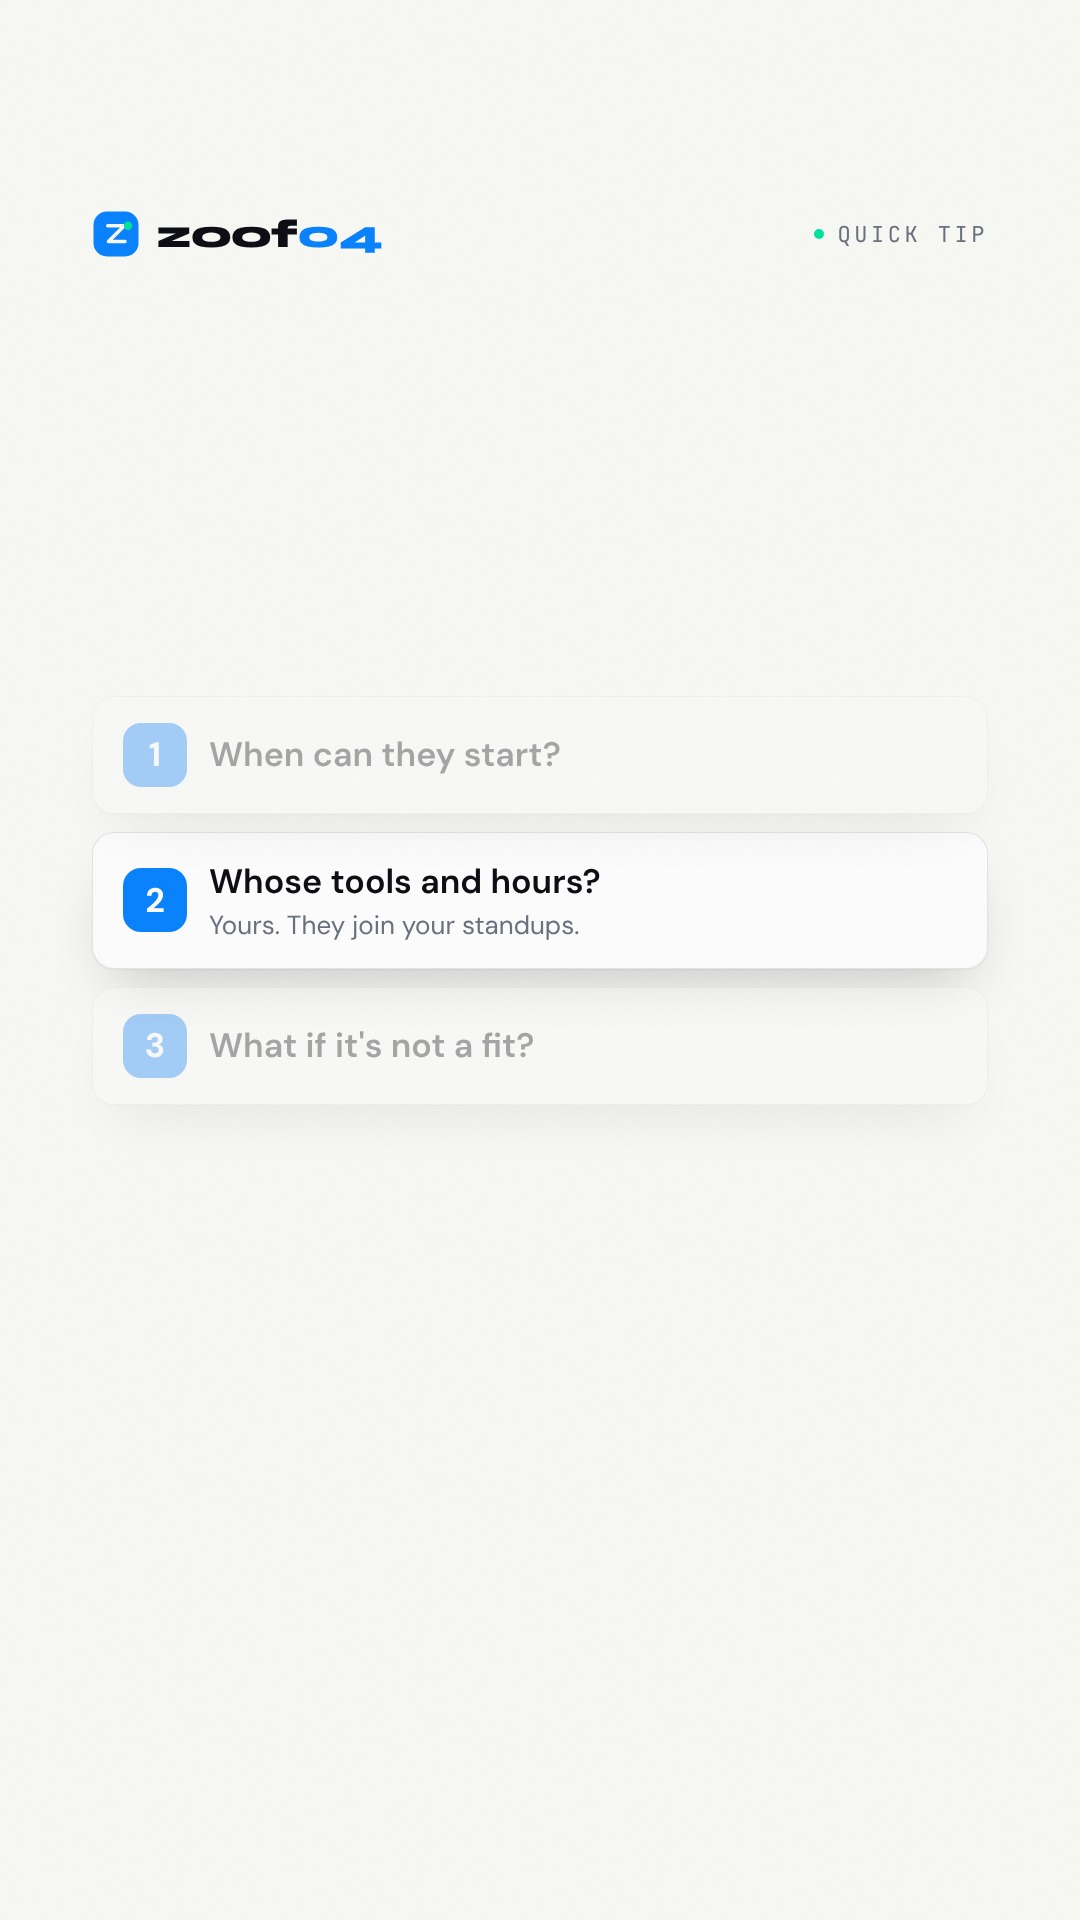 Z zoofo4
QUICK TIP
1 When can they start?
2 Whose tools and hours?
Yours. They join your standups.
3 What if it's not a fit?